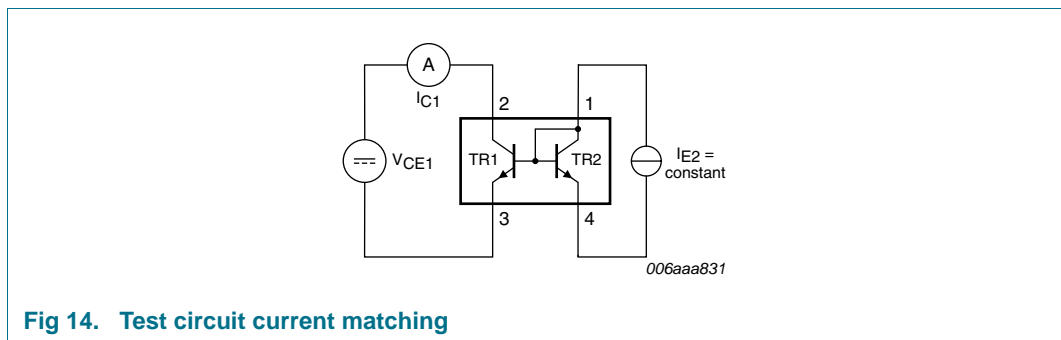 A
I_C1
2 1
V_CE1
TR1 TR2
I_E2 =
constant
3 4
006aaa831
Fig 14. Test circuit current matching